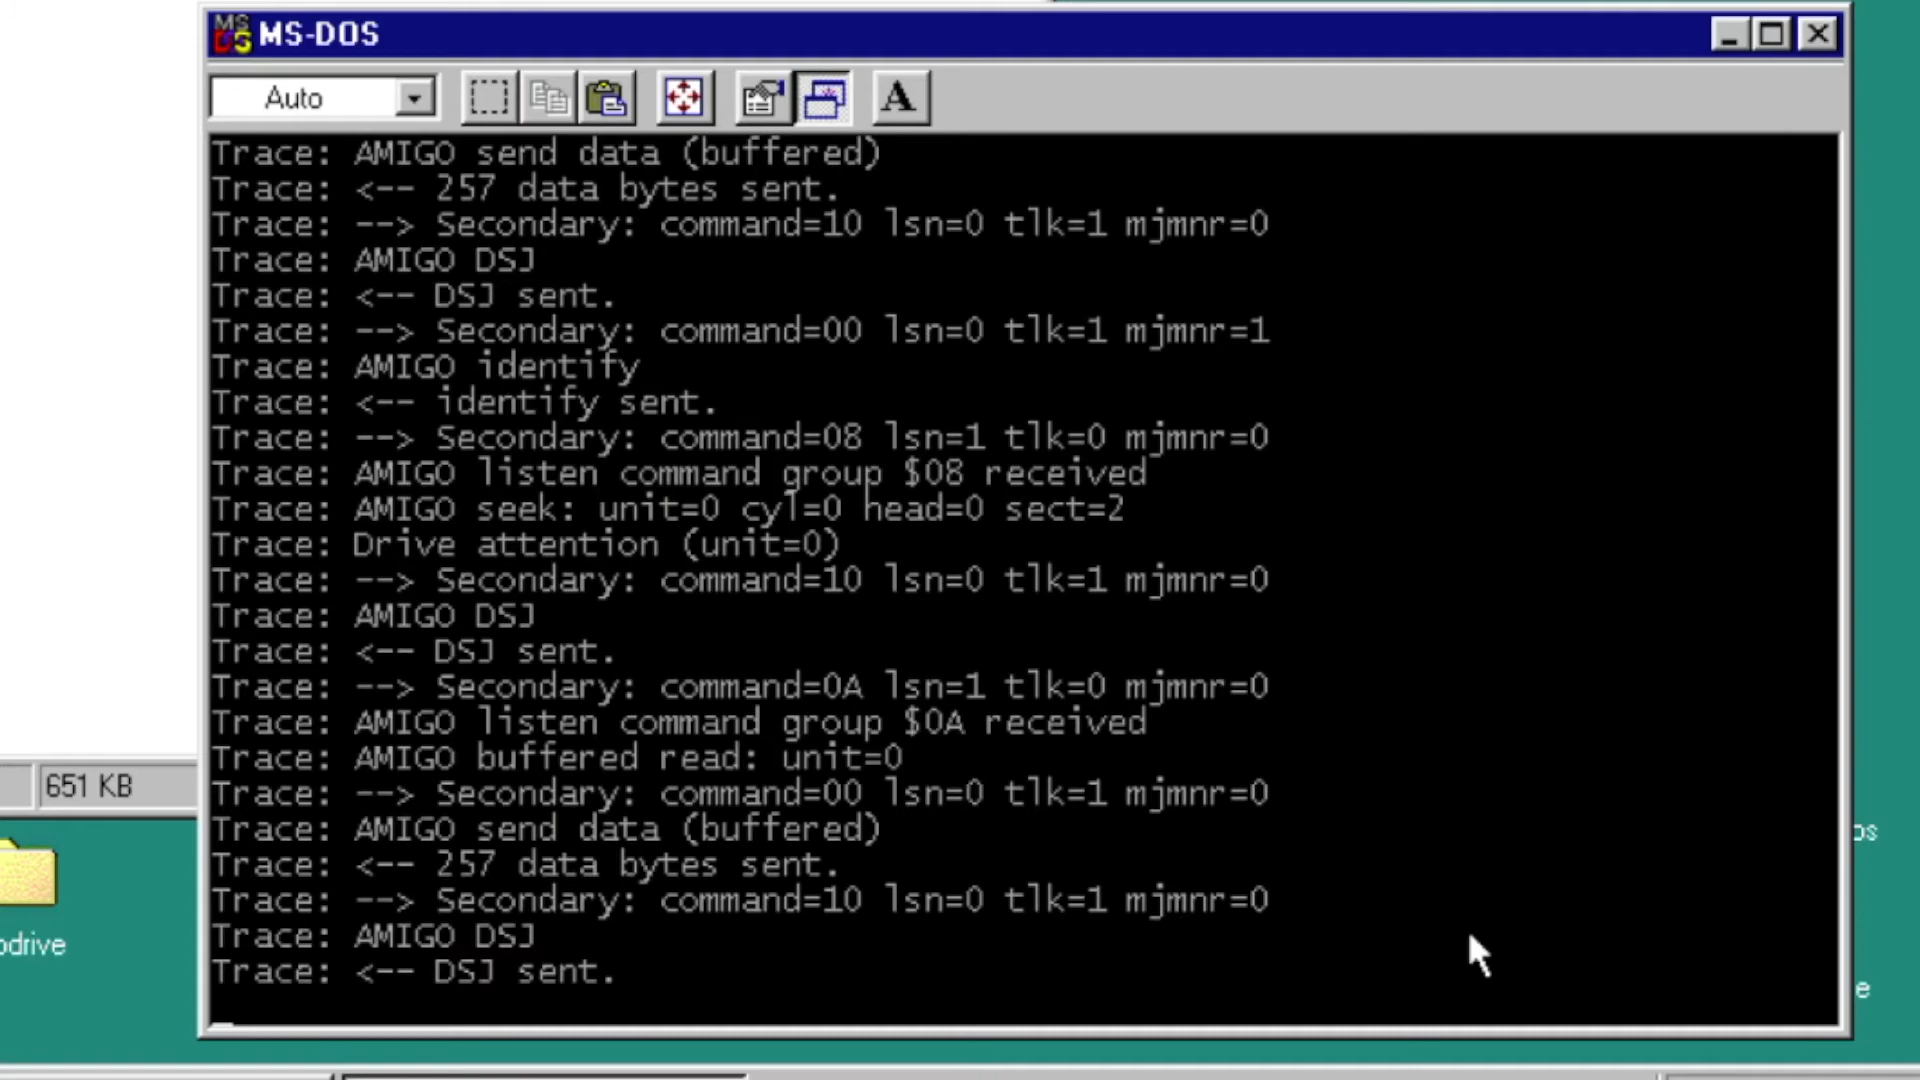 MS-DOS
Auto
A
Trace: AMIGO send data (buffered)
Trace: <-- 257 data bytes sent.
Trace: --> Secondary: command=10 lsn=0 tlk=1 mjmnr=0
Trace: AMIGO DSJ
Trace: <-- DSJ sent.
Trace: --> Secondary: command=00 lsn=0 tlk=1 mjmnr=1
Trace: AMIGO identify
Trace: <-- identify sent.
Trace: --> Secondary: command=08 lsn=1 tlk=0 mjmnr=0
Trace: AMIGO listen command group $08 received
Trace: AMIGO seek: unit=0 cyl=0 head=0 sect=2
Trace: Drive attention (unit=0)
Trace: --> Secondary: command=10 lsn=0 tlk=1 mjmnr=0
Trace: AMIGO DSJ
Trace: <-- DSJ sent.
Trace: --> Secondary: command=0A lsn=1 tlk=0 mjmnr=0
Trace: AMIGO listen command group $0A received
Trace: AMIGO buffered read: unit=0
Trace: --> Secondary: command=00 lsn=0 tlk=1 mjmnr=0
Trace: AMIGO send data (buffered)
Trace: <-- 257 data bytes sent.
Trace: --> Secondary: command=10 lsn=0 tlk=1 mjmnr=0
Trace: AMIGO DSJ
Trace: <-- DSJ sent.
651 KB
odrive
os
e